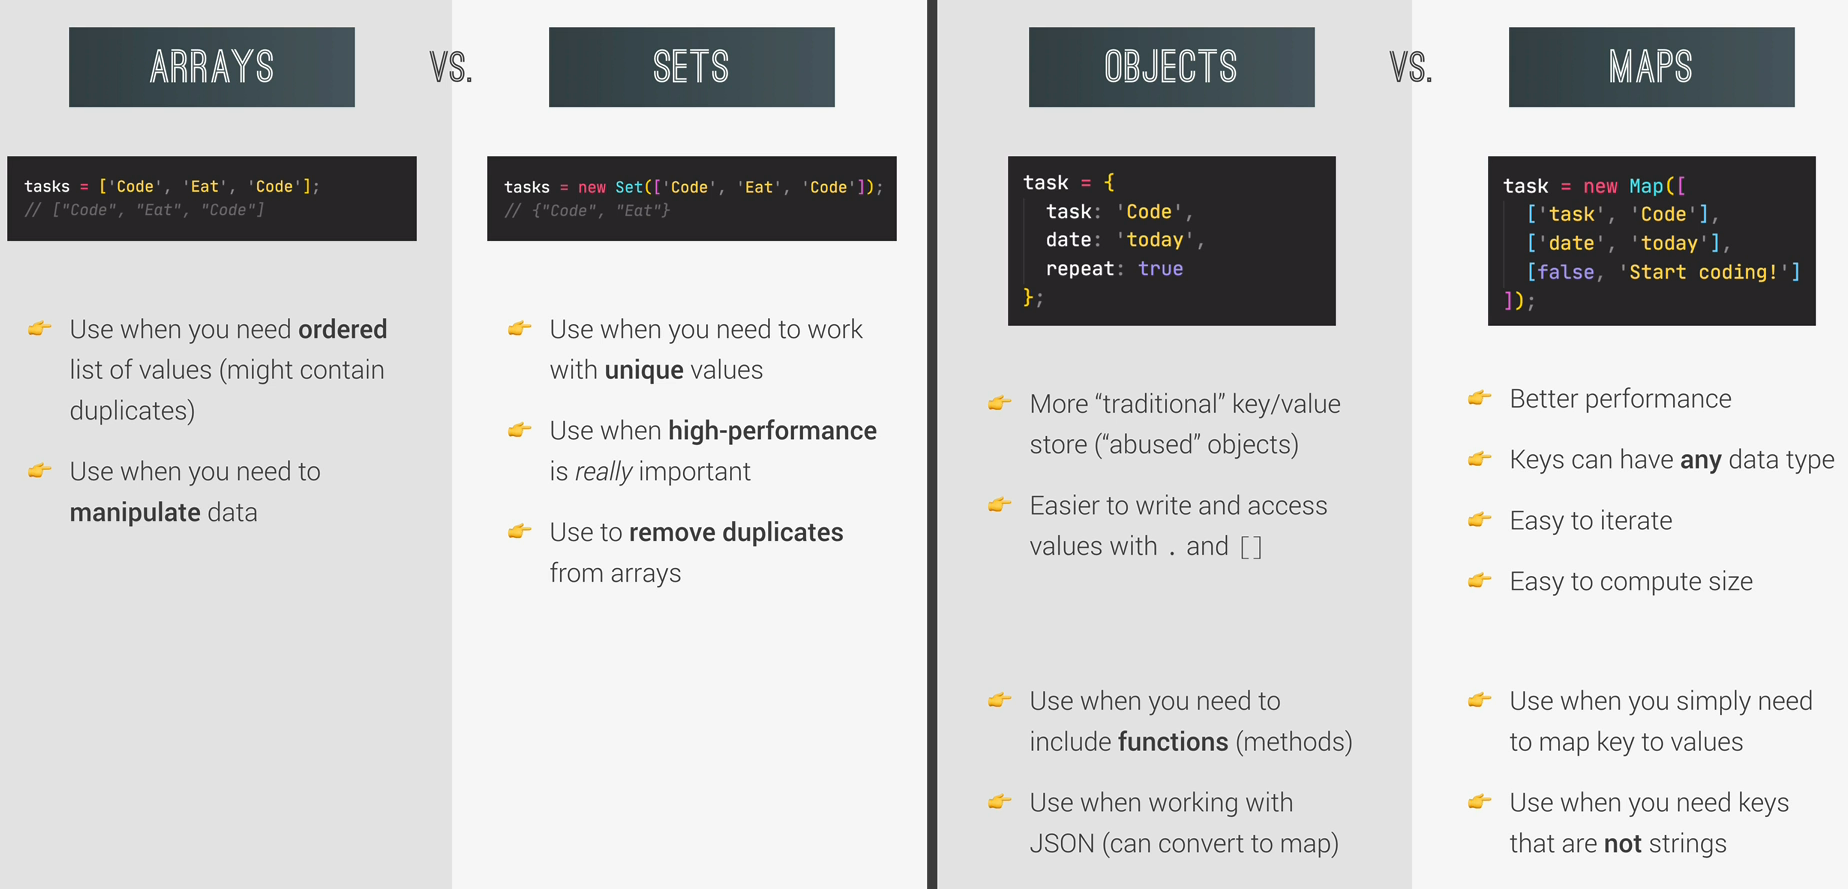 ARRAYS
VS.
SETS
tasks = ['Code', 'Eat', 'Code'];
// ["Code", "Eat", "Code"]
tasks = new Set(['Code', 'Eat', 'Code']);
// {"Code", "Eat"}
Use when you need ordered
list of values (might contain
duplicates)
Use when you need to
manipulate data
Use when you need to work
with unique values
Use when high-performance
is really important
Use to remove duplicates
from arrays
OBJECTS
VS.
MAPS
task = {
task: 'Code',
date: 'today',
repeat: true
};
task = new Map([
['task', 'Code'],
['date', 'today'],
[false, 'Start coding!']
]);
More “traditional” key/value
store (“abused” objects)
Easier to write and access
values with . and []
Use when you need to
include functions (methods)
Use when working with
JSON (can convert to map)
Better performance
Keys can have any data type
Easy to iterate
Easy to compute size
Use when you simply need
to map key to values
Use when you need keys
that are not strings